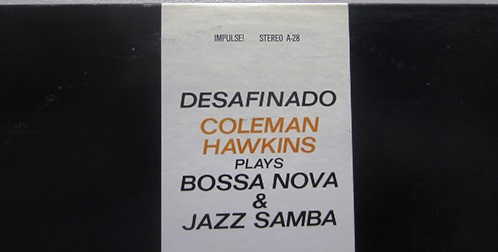 IMPULSE! STEREO A-28
DESAFINADO
COLEMAN
HAWKINS
PLAYS
BOSSA NOVA
&
JAZZ SAMBA